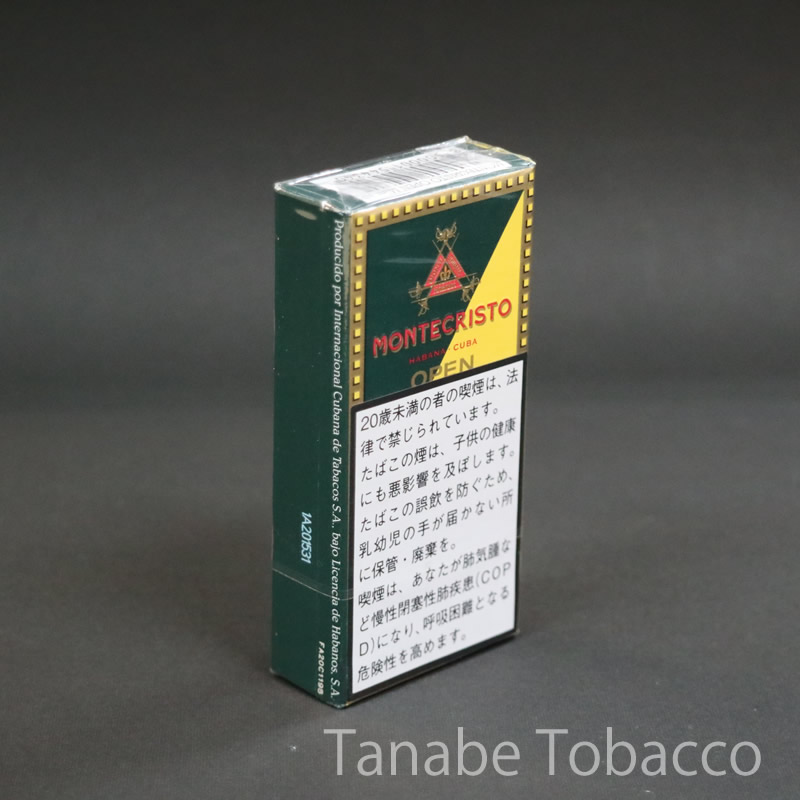 MONTECRISTO
HABANA · CUBA
OPEN
20歳未満の者の喫煙は、法
律で禁じられています。
たばこの煙は、子供の健康
にも悪影響を及ぼします。
たばこの誤飲を防ぐため、
乳幼児の手が届かない所
に保管・廃棄を。
喫煙は、あなたが肺気腫な
ど慢性閉塞性肺疾患(COP
D)になり、呼吸困難となる
危険性を高めます。
Producido por Internacional Cubana de Tabacos S.A., bajo Licencia de Habanos, S.A.
1A201531
FA20C119B
Tanabe Tobacco